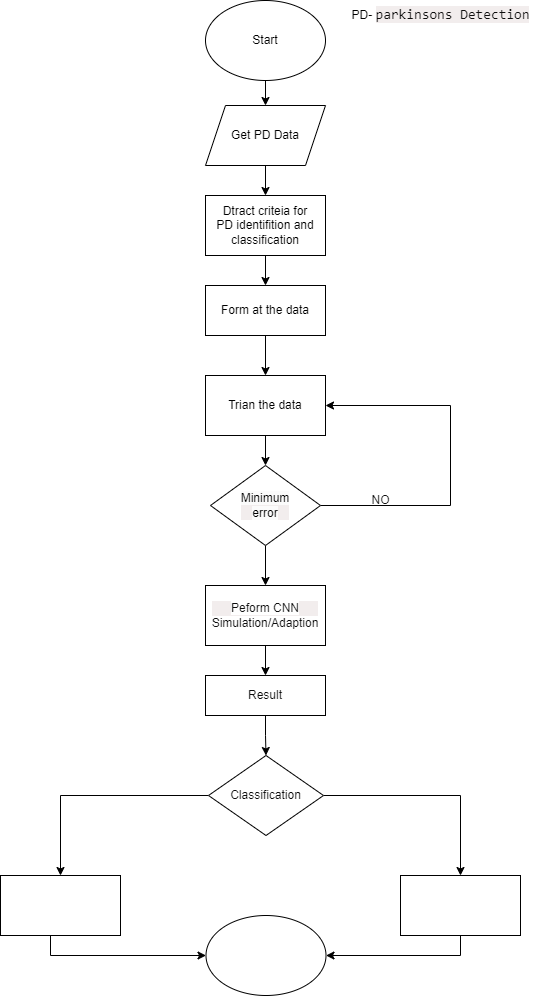 PD- parkinsons Detection
Start
Get PD Data
Dtract criteia for
PD identifition and
classification
Form at the data
Trian the data
Minimum
error
NO
Peform CNN
Simulation/Adaption
Result
Classification